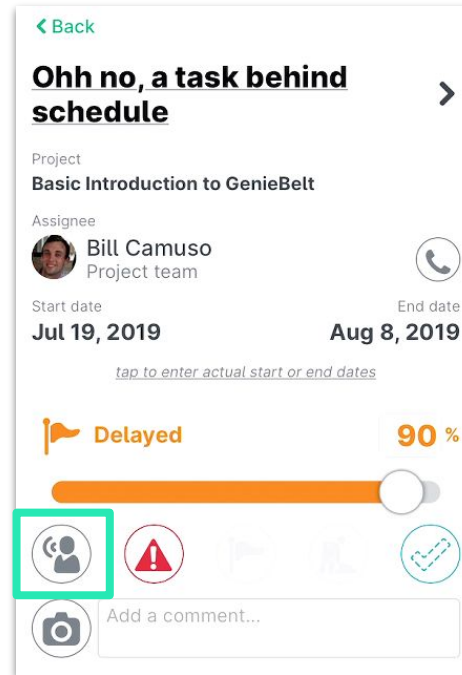 Back
Ohh no, a task behind
schedule
Project
Basic Introduction to GenieBelt
Assignee
Bill Camuso
Project team
Start date End date
Jul 19, 2019 Aug 8, 2019
tap to enter actual start or end dates
Delayed 90 %
Add a comment...